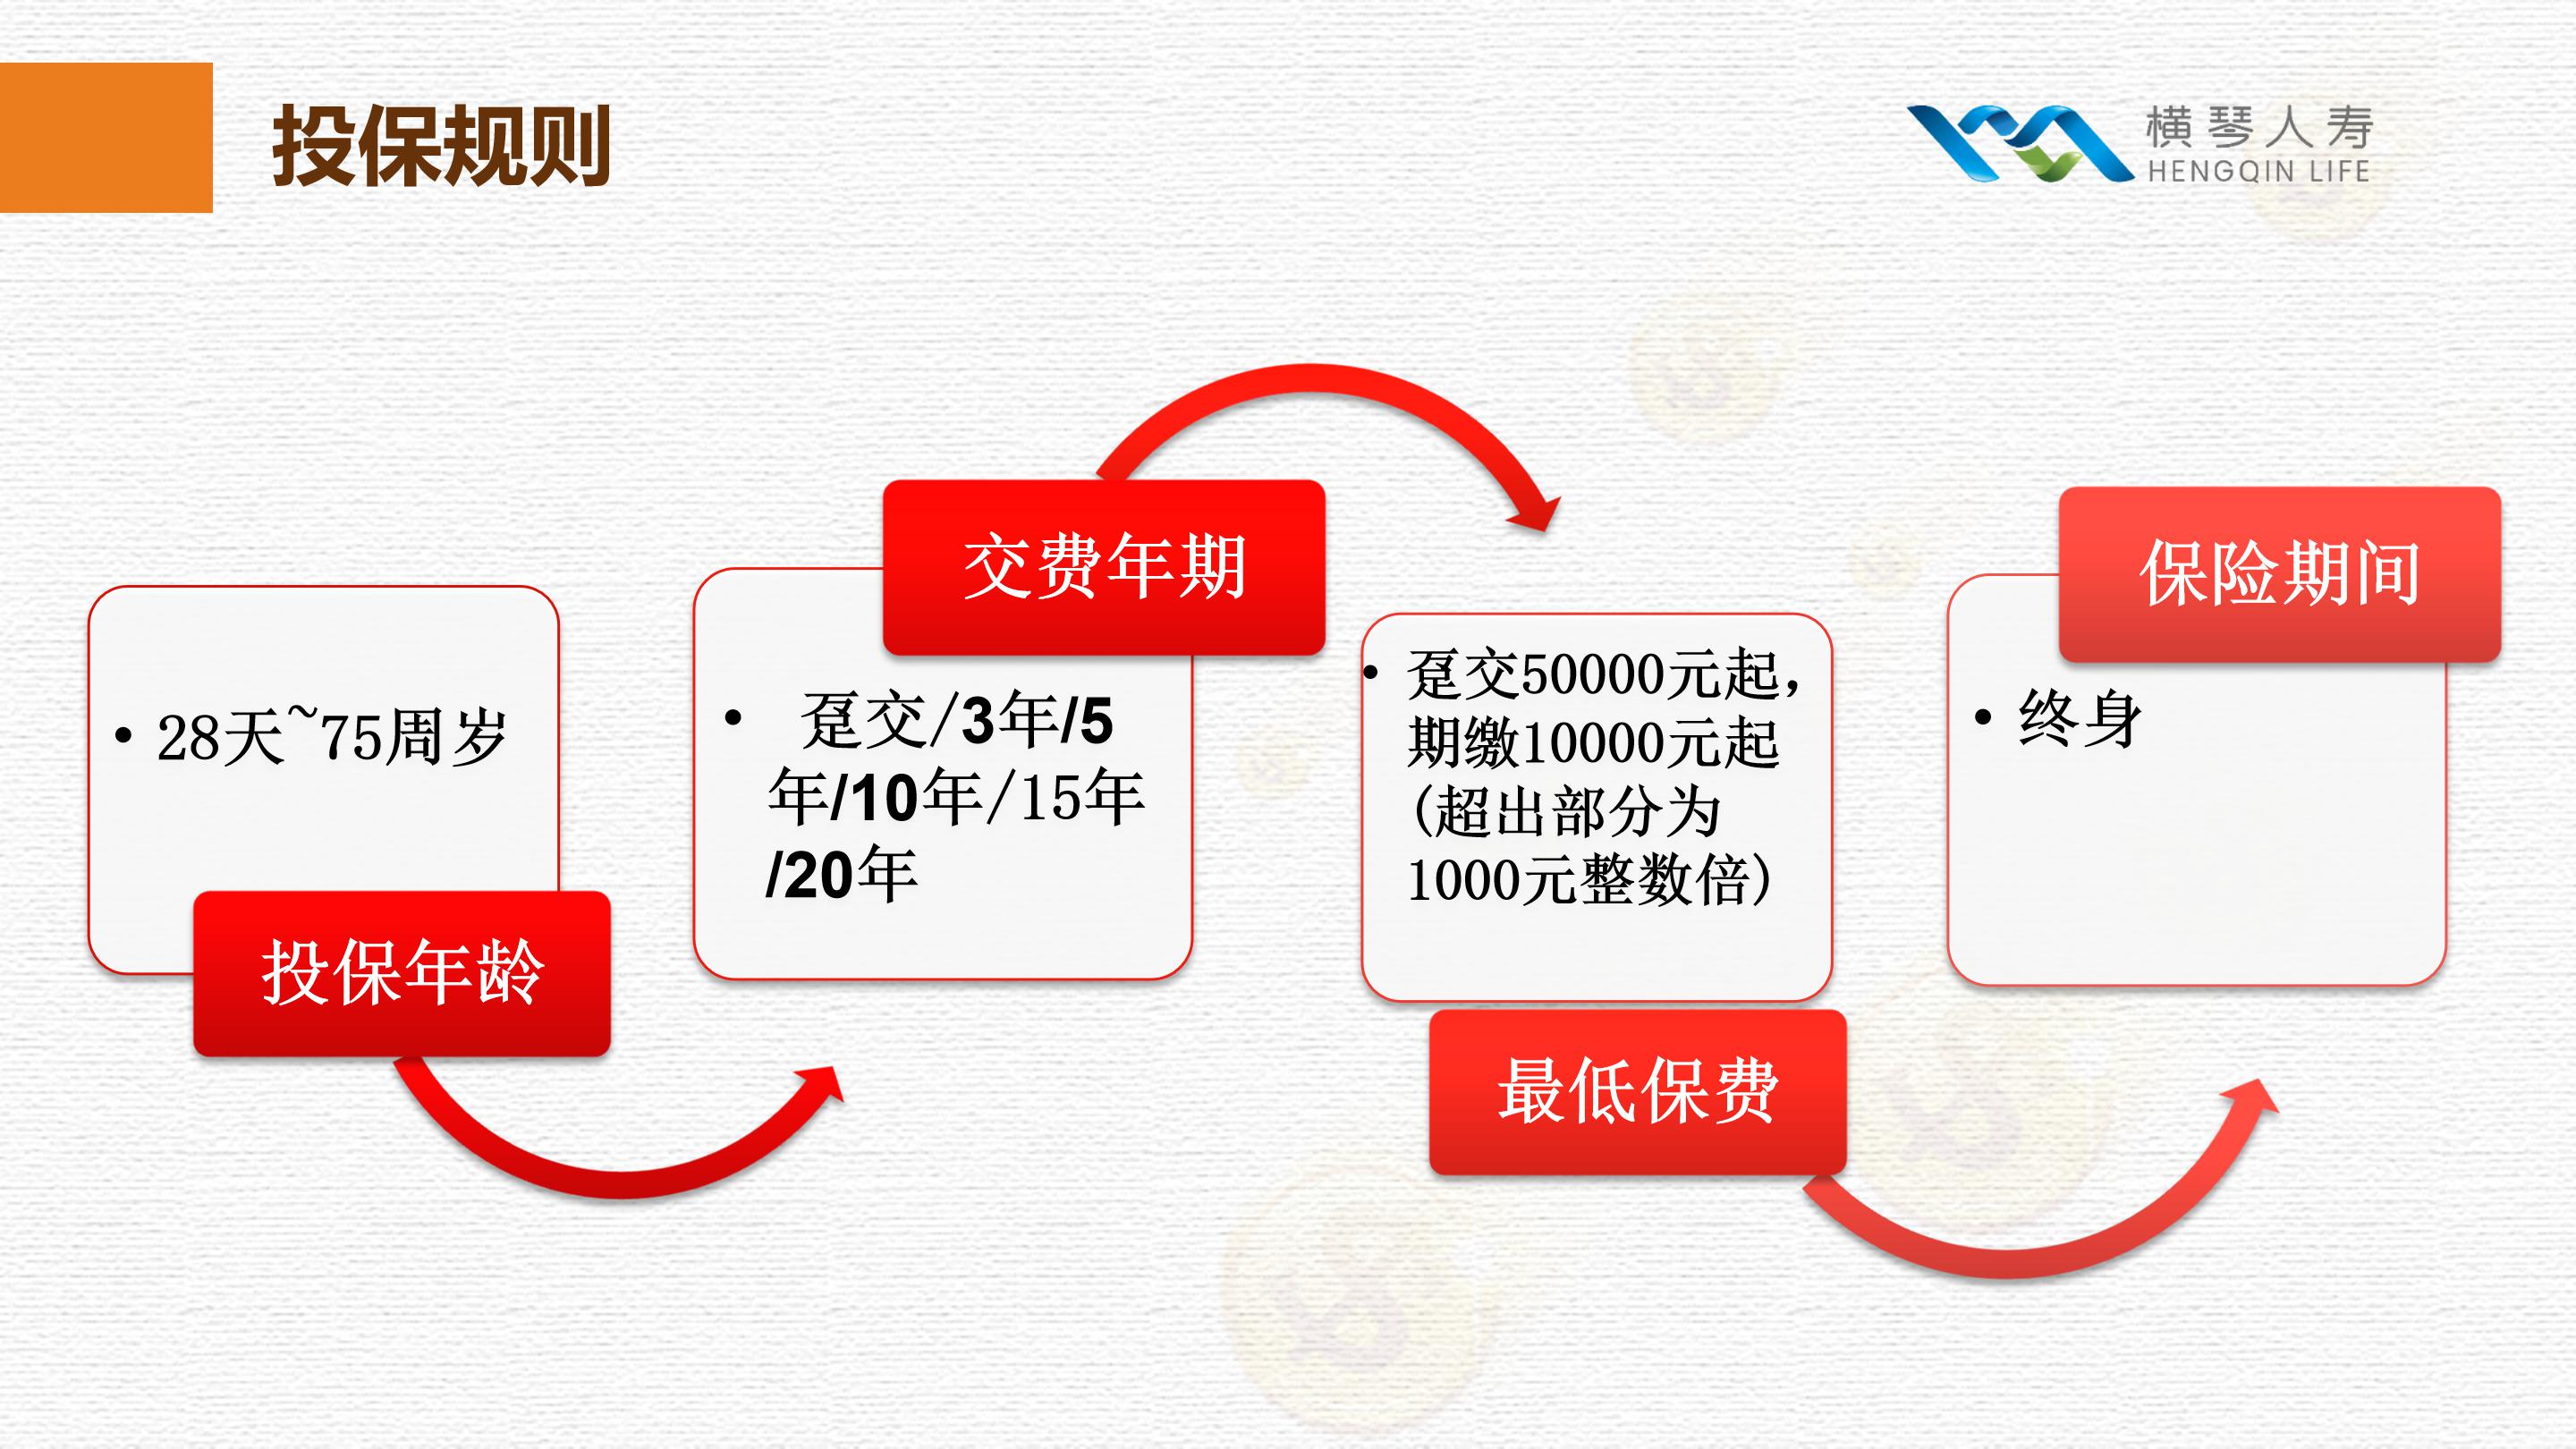 投保规则
横琴人寿
HENGQIN LIFE
• 28天~75周岁
投保年龄
交费年期
• 趸交/3年/5
年/10年/15年
/20年
• 趸交50000元起，
期缴10000元起
(超出部分为
1000元整数倍)
最低保费
保险期间
• 终身